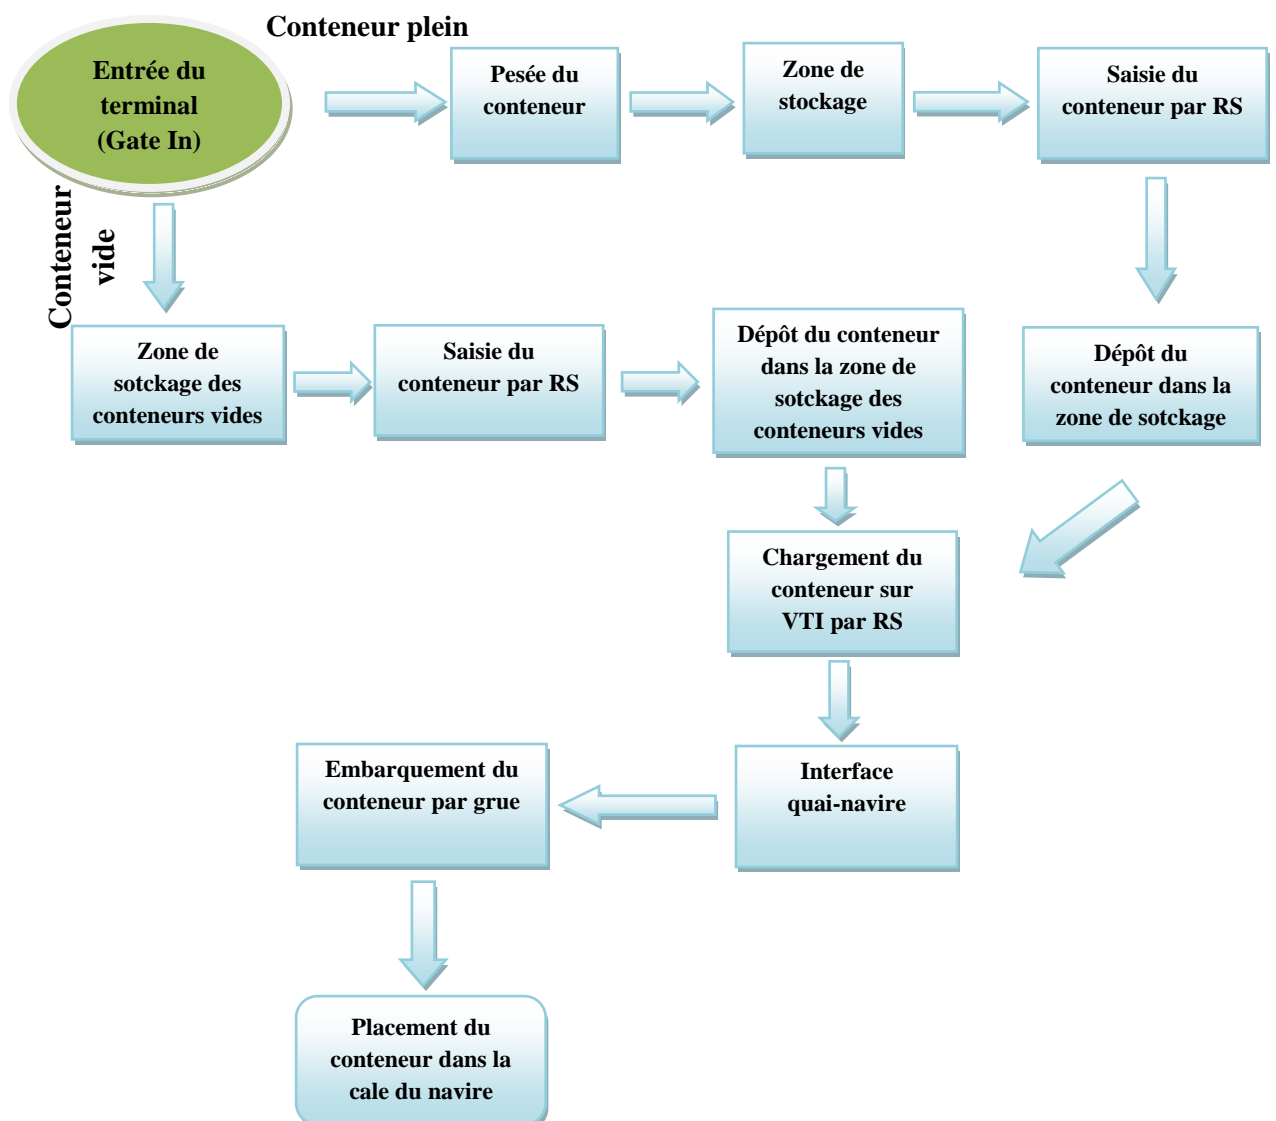 Conteneur plein
Entrée du
terminal
(Gate In)
Pesée du
conteneur
Zone de
stockage
Saisie du
conteneur par RS
Conteneur
vide
Zone de
sotckage des
conteneurs vides
Saisie du
conteneur par RS
Dépôt du conteneur
dans la zone de
sotckage des
conteneurs vides
Dépôt du
conteneur dans la
zone de sotckage
Chargement du
conteneur sur
VTI par RS
Interface
quai-navire
Embarquement du
conteneur par grue
Placement du
conteneur dans la
cale du navire